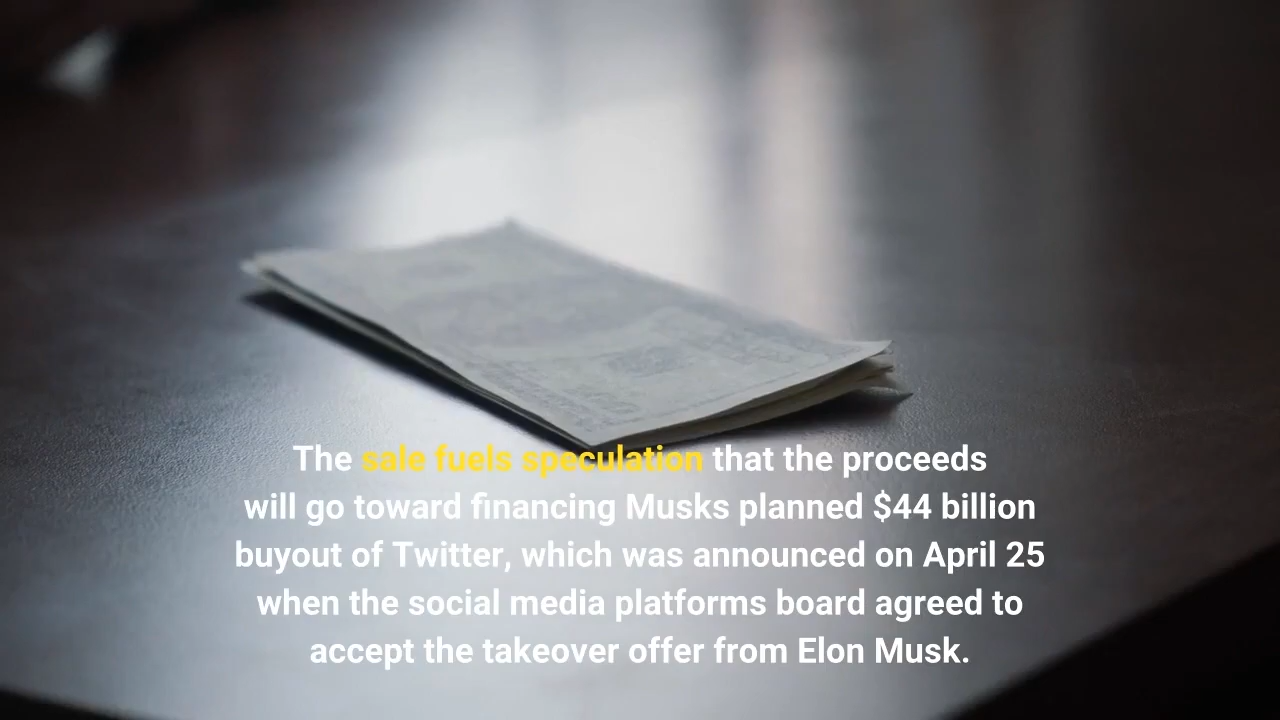 The sale fuels speculation that the proceeds
will go toward financing Musks planned $44 billion
buyout of Twitter, which was announced on April 25
when the social media platforms board agreed to
accept the takeover offer from Elon Musk.